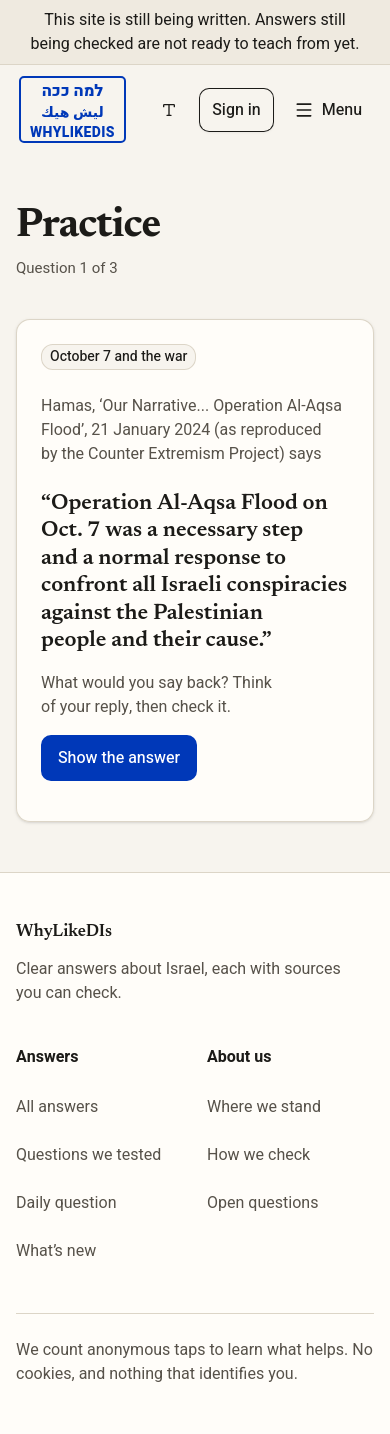 This site is still being written. Answers still
being checked are not ready to teach from yet.
למה ככה
ليش هيك
WHYLIKEDIS
T
Sign in
Menu
Practice
Question 1 of 3
October 7 and the war
Hamas, ‘Our Narrative... Operation Al-Aqsa
Flood’, 21 January 2024 (as reproduced
by the Counter Extremism Project) says
“Operation Al-Aqsa Flood on
Oct. 7 was a necessary step
and a normal response to
confront all Israeli conspiracies
against the Palestinian
people and their cause.”
What would you say back? Think
of your reply, then check it.
Show the answer
WhyLikeDIs
Clear answers about Israel, each with sources
you can check.
Answers
About us
All answers
Where we stand
Questions we tested
How we check
Daily question
Open questions
What’s new
We count anonymous taps to learn what helps. No
cookies, and nothing that identifies you.